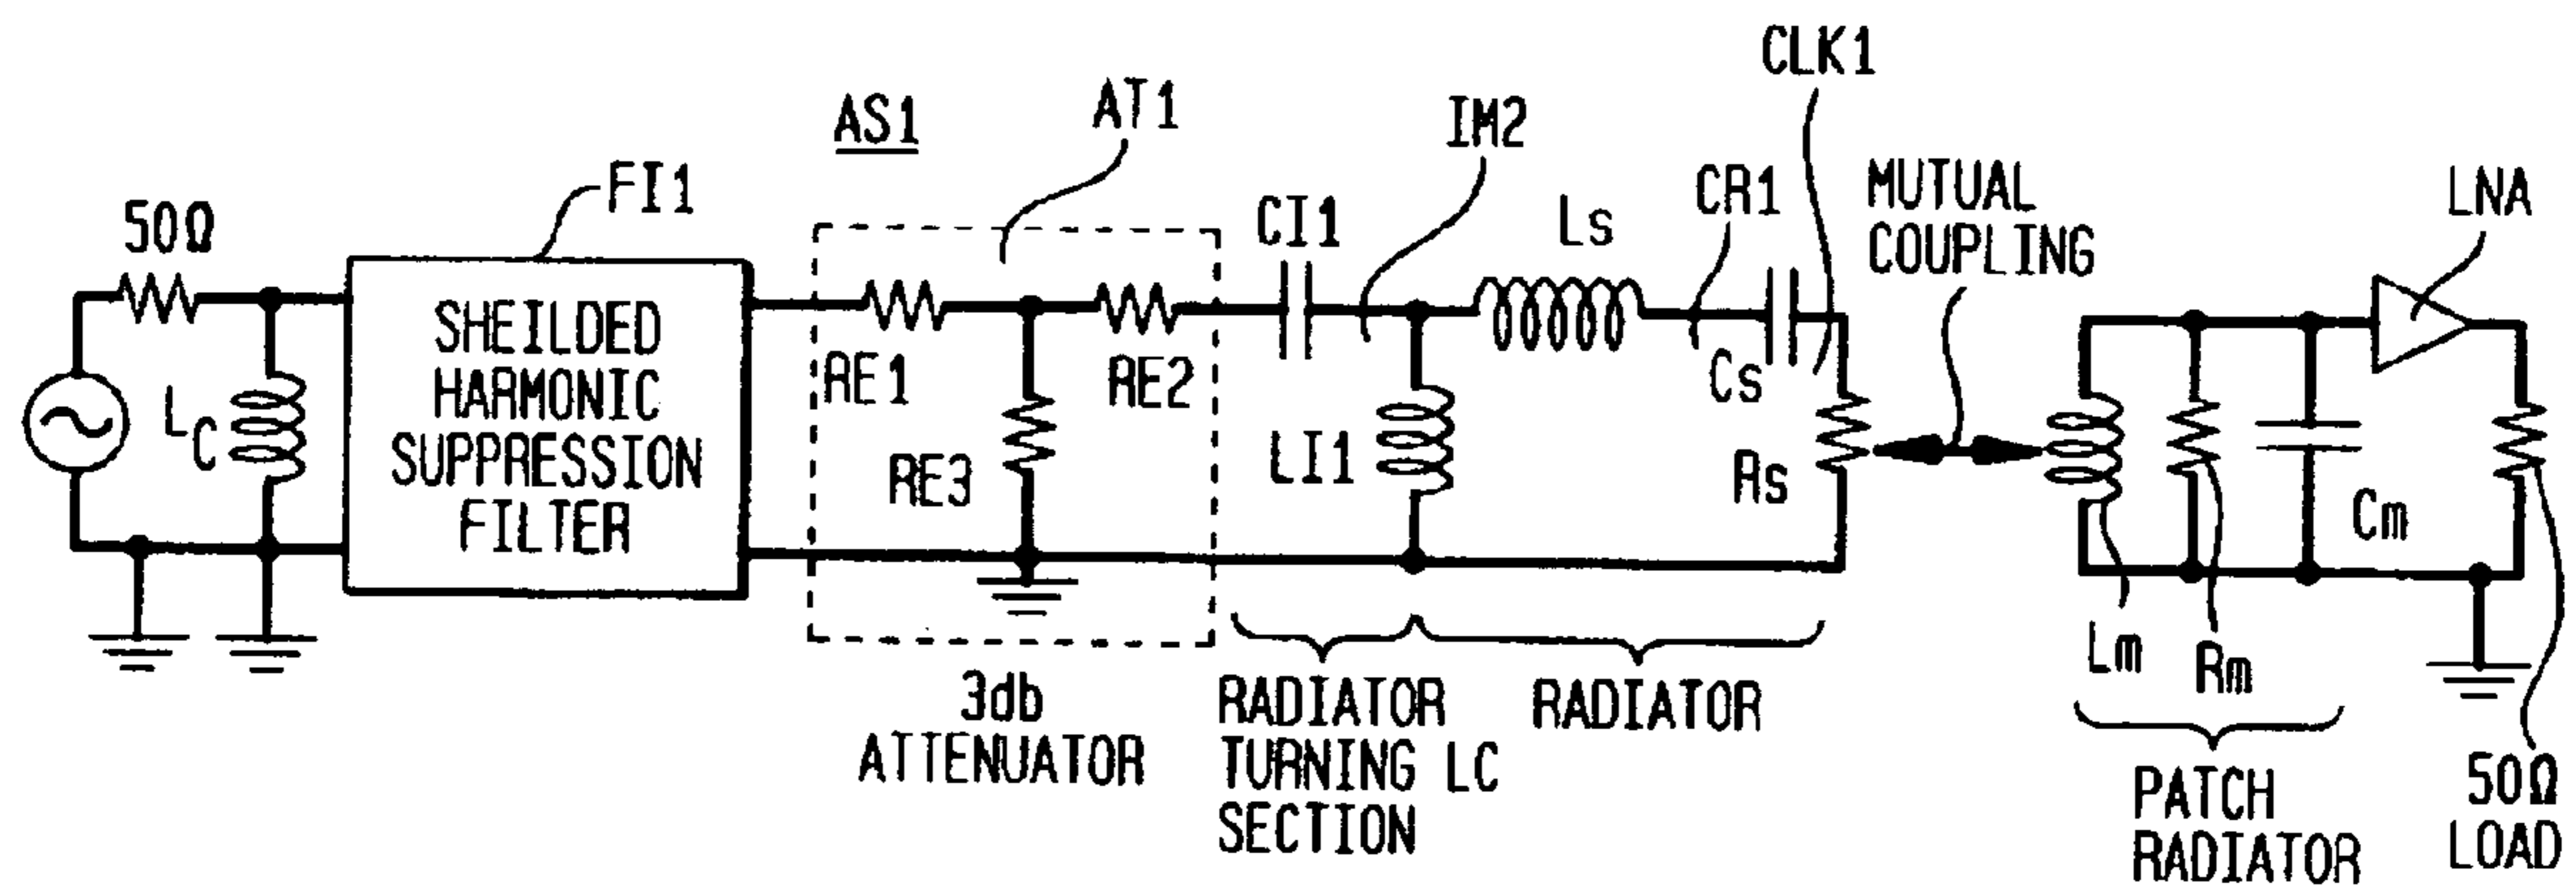 50Ω
LC
FI1
SHEILDED
HARMONIC
SUPPRESSION
FILTER
AS1
AT1
RE1
RE2
RE3
3db
ATTENUATOR
CI1
IM2
LI1
Ls
CR1
Cs
CLK1
Rs
RADIATOR
TURNING LC
SECTION
RADIATOR
MUTUAL
COUPLING
LNA
Lm
Rm
Cm
PATCH
RADIATOR
50Ω
LOAD